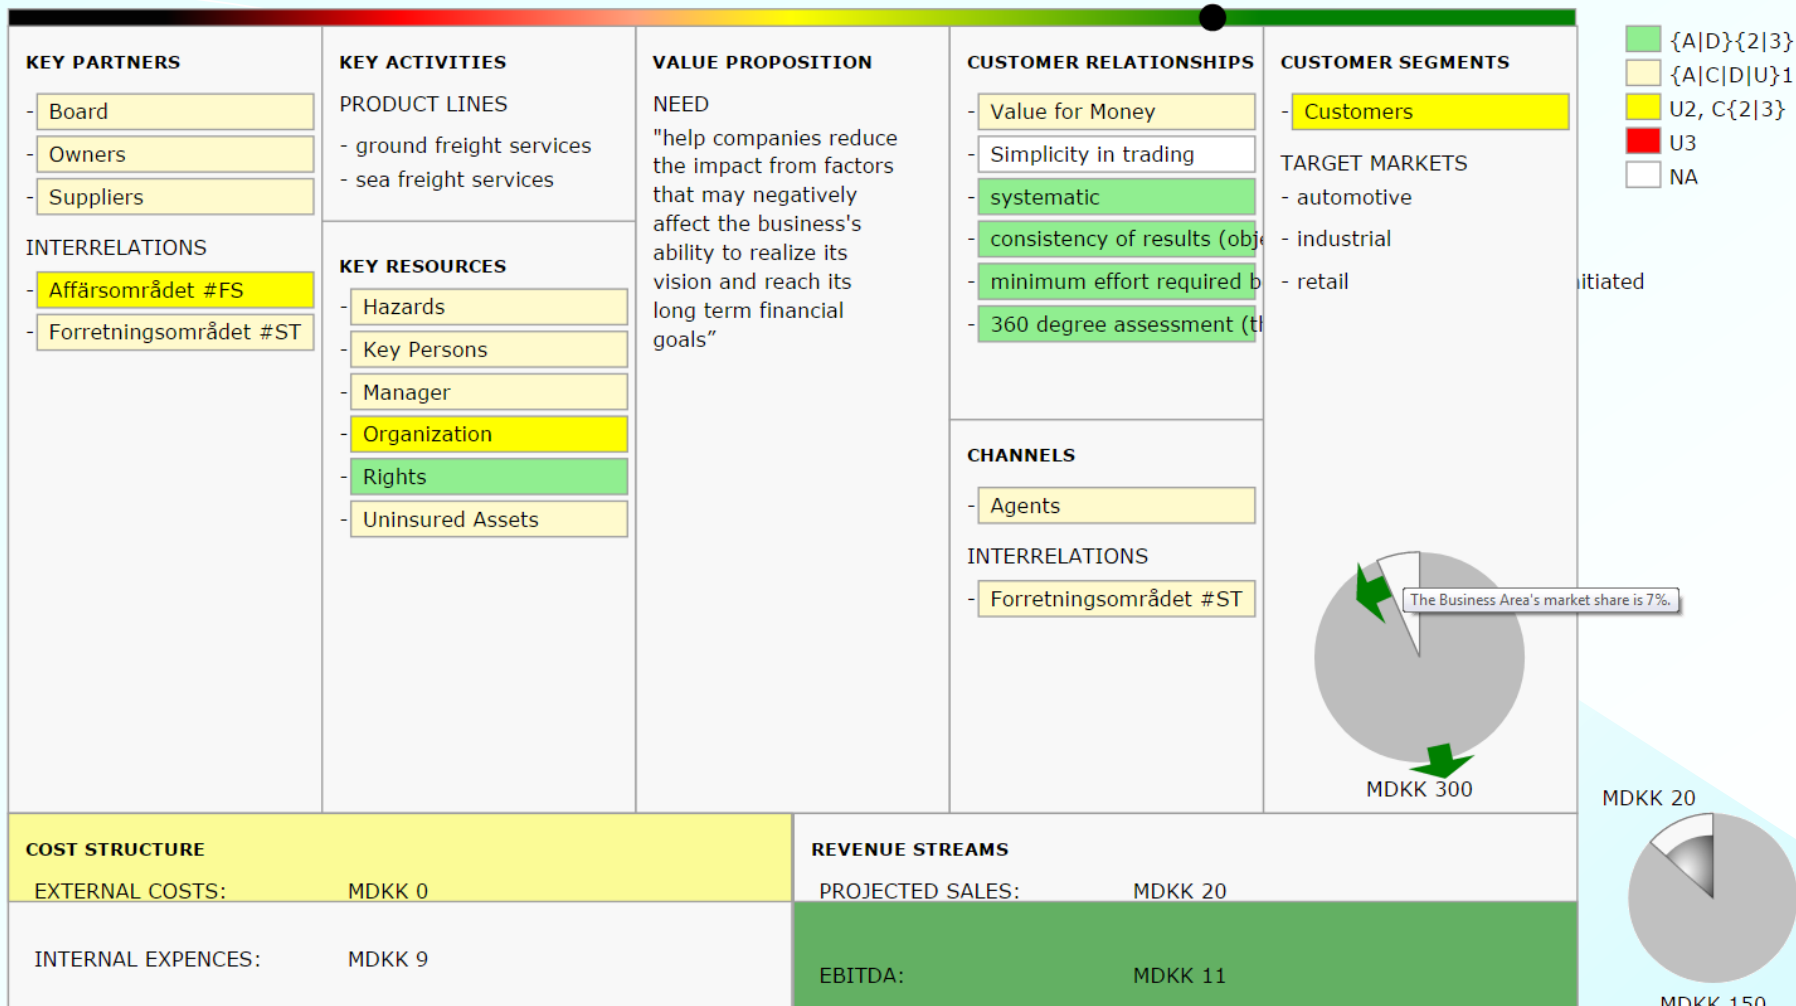 KEY PARTNERS
- Board
- Owners
- Suppliers
INTERRELATIONS
- Affärsområdet #FS
- Forretningsområdet #ST
KEY ACTIVITIES
PRODUCT LINES
- ground freight services
- sea freight services
KEY RESOURCES
- Hazards
- Key Persons
- Manager
- Organization
- Rights
- Uninsured Assets
VALUE PROPOSITION
NEED
"help companies reduce
the impact from factors
that may negatively
affect the business's
ability to realize its
vision and reach its
long term financial
goals”
CUSTOMER RELATIONSHIPS
- Value for Money
- Simplicity in trading
- systematic
- consistency of results (obje
- minimum effort required b
- 360 degree assessment (th
CHANNELS
- Agents
INTERRELATIONS
- Forretningsområdet #ST
CUSTOMER SEGMENTS
- Customers
TARGET MARKETS
- automotive
- industrial
- retail
itiated
The Business Area's market share is 7%.
MDKK 300
{A|D}{2|3}
{A|C|D|U}1
U2, C{2|3}
U3
NA
COST STRUCTURE
EXTERNAL COSTS: MDKK 0
INTERNAL EXPENCES: MDKK 9
REVENUE STREAMS
PROJECTED SALES: MDKK 20
EBITDA: MDKK 11
MDKK 20
MDKK 150